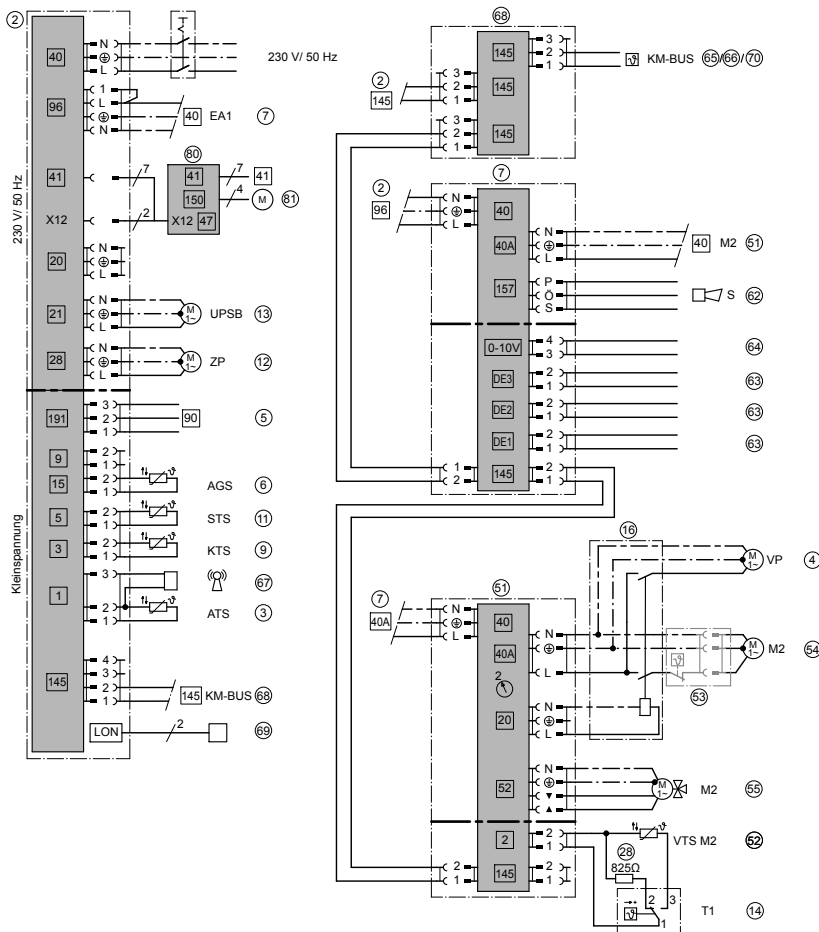 2
230 V/ 50 Hz
40
N
L
230 V/ 50 Hz
96
1
L
N
40 EA1 7
41
7
80
41
150
X12 47
7 41
4 M 81
X12
2
20
N
L
21
N
L
M 1~ UPSB 13
28
N
L
M 1~ ZP 12
Kleinspannung
191
3
2
1
90 5
9
2
1
15
2
1
ϑ AGS 6
5
2
1
ϑ STS 11
3
2
1
ϑ KTS 9
1
3
67
2
1
ϑ ATS 3
145
4
3
2
1
145 KM-BUS 68
LON 2 69
68
145
3
2
1
ϑ KM-BUS 65/66/70
2
145
3
2
1
145
3
2
1
145
7
2
96
N
L
40
40A
N
L
40 M2 51
157
P
Ö
S
S 62
0-10V
4
3
64
DE3
2
1
63
DE2
2
1
63
DE1
2
1
63
1
2
145
2
1
16
M 1~ VP 4
51
7
40A
N
L
40
40A
N
L
ϑ
53
M 1~ M2 54
2
20
N
L
52
N
▼
▲
M 1~ M2 55
2
2
1
ϑ VTS M2 52
28
825Ω
2
1
145
2
1
2 3
ϑ
1
T1 14